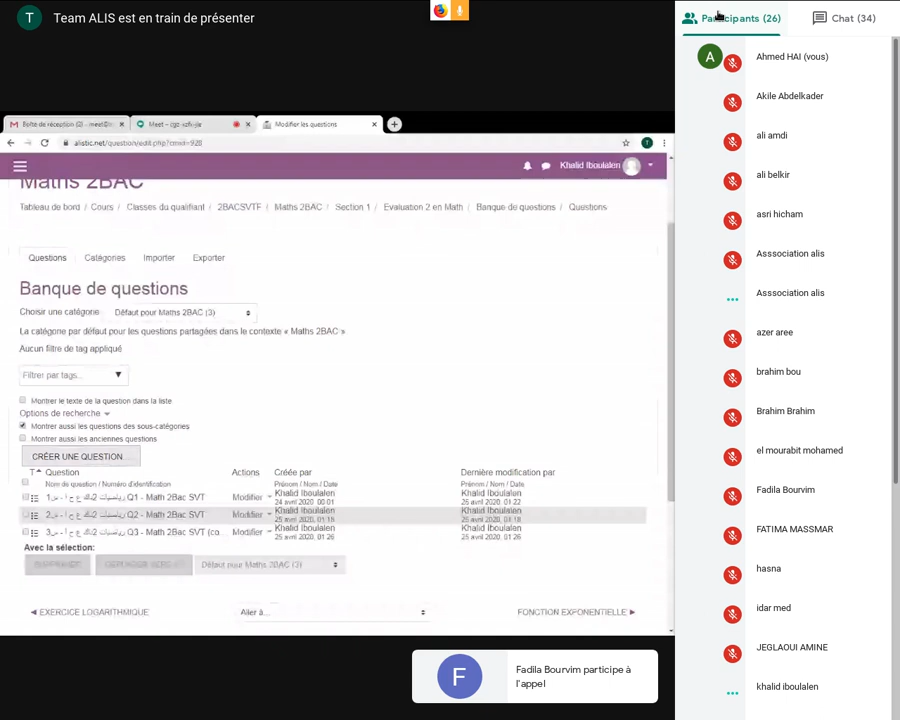 Team ALIS est en train de présenter
Participants (26)
Chat (34)
Modifier les questions
alistic.net/question/edit.php?cmid=928
Khalid Iboulalen
Maths 2BAC
Tableau de bord / Cours / Classes du qualifiant / 2BACSVTF / Maths 2BAC / Section 1 / Evaluation 2 en Math / Banque de questions / Questions
Questions Catégories Importer Exporter
Banque de questions
Choisir une catégorie Défaut pour Maths 2BAC (3)
La catégorie par défaut pour les questions partagées dans le contexte « Maths 2BAC »
Aucun filtre de tag appliqué
Filtrer par tags...
Montrer le texte de la question dans la liste
Options de recherche
Montrer aussi les questions des sous-catégories
Montrer aussi les anciennes questions
CRÉER UNE QUESTION...
T Question Actions Créée par Dernière modification par
Nom de question / Numéro d'identification Prénom / Nom / Date Prénom / Nom / Date
Q1 - Math 2Bac SVT Modifier Khalid Iboulalen Khalid Iboulalen
24 avril 2020, 00:01 25 avril 2020, 01:22
Q2 - Math 2Bac SVT Modifier Khalid Iboulalen Khalid Iboulalen
25 avril 2020, 01:18 25 avril 2020, 01:18
Q3 - Math 2Bac SVT (co... Modifier Khalid Iboulalen Khalid Iboulalen
25 avril 2020, 01:26 25 avril 2020, 01:26
Avec la sélection:
Défaut pour Maths 2BAC (3)
◄ EXERCICE LOGARITHMIQUE
Aller à...
FONCTION EXPONENTIELLE ►
F
Fadila Bourvim participe à
l'appel
A
Ahmed HAI (vous)
Akile Abdelkader
ali amdi
ali belkir
asri hicham
Asssociation alis
Asssociation alis
azer aree
brahim bou
Brahim Brahim
el mourabit mohamed
Fadila Bourvim
FATIMA MASSMAR
hasna
idar med
JEGLAOUI AMINE
khalid iboulalen